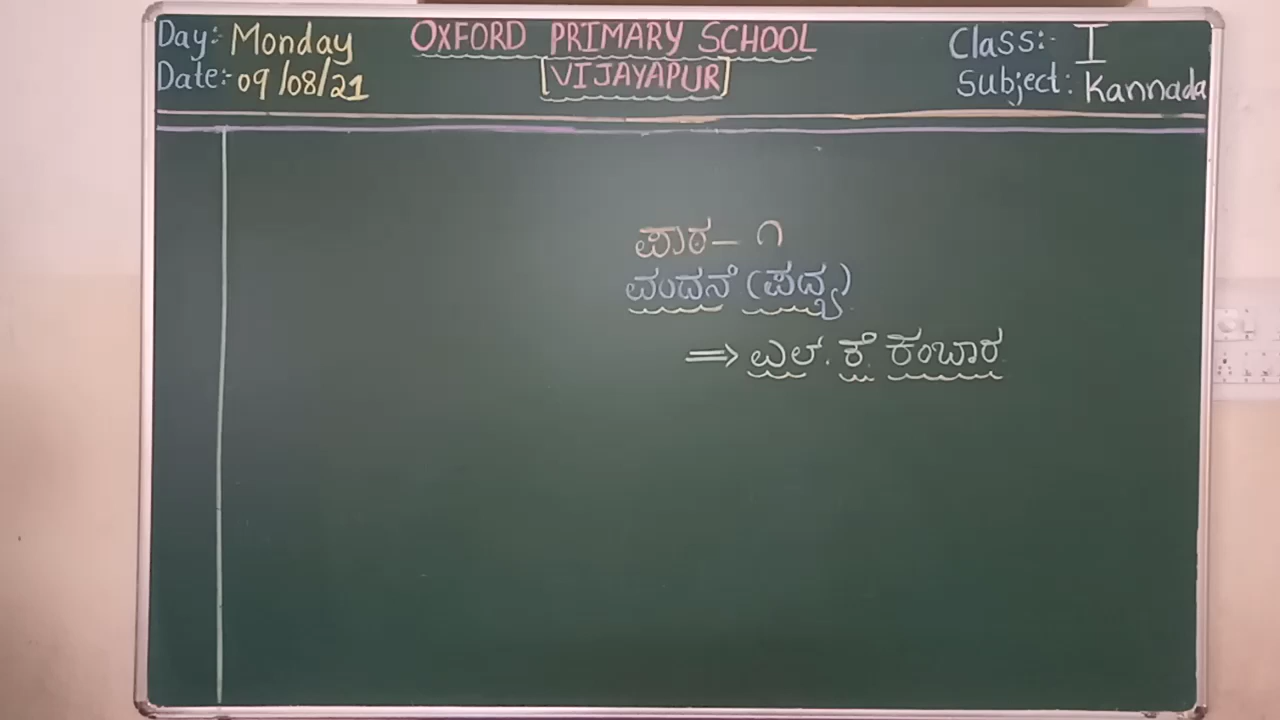 Day:- Monday
OXFORD PRIMARY SCHOOL
Class:- I
Date:- 09/08/21
[VIJAYAPUR]
Subject: Kannada
ಪಾಠ – ೧
ವಂದನೆ (ಪದ್ಯ)
⇒ ಎಲ್. ಕೆ ಕಂಬಾರ